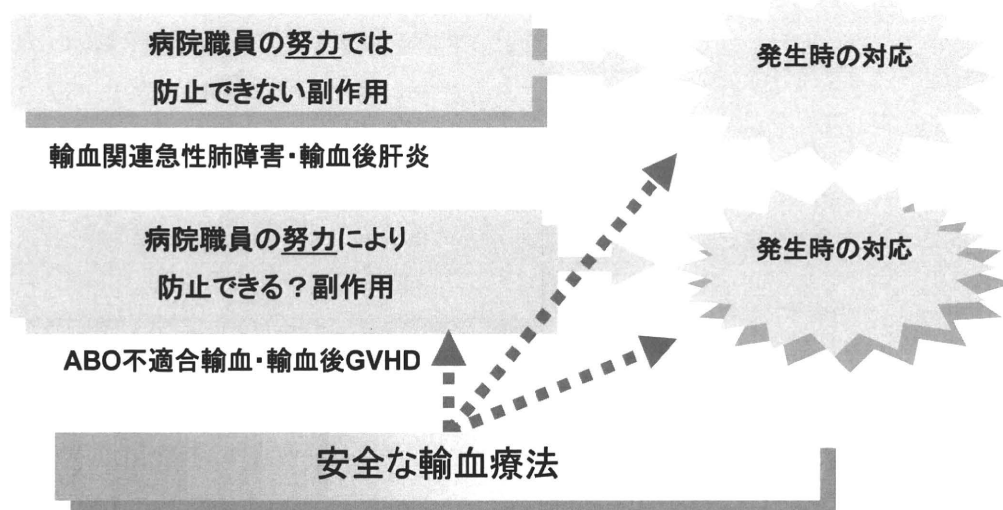 病院職員の努力では
防止できない副作用
発生時の対応
輸血関連急性肺障害・輸血後肝炎
病院職員の努力により
防止できる？副作用
発生時の対応
ABO不適合輸血・輸血後GVHD
安全な輸血療法